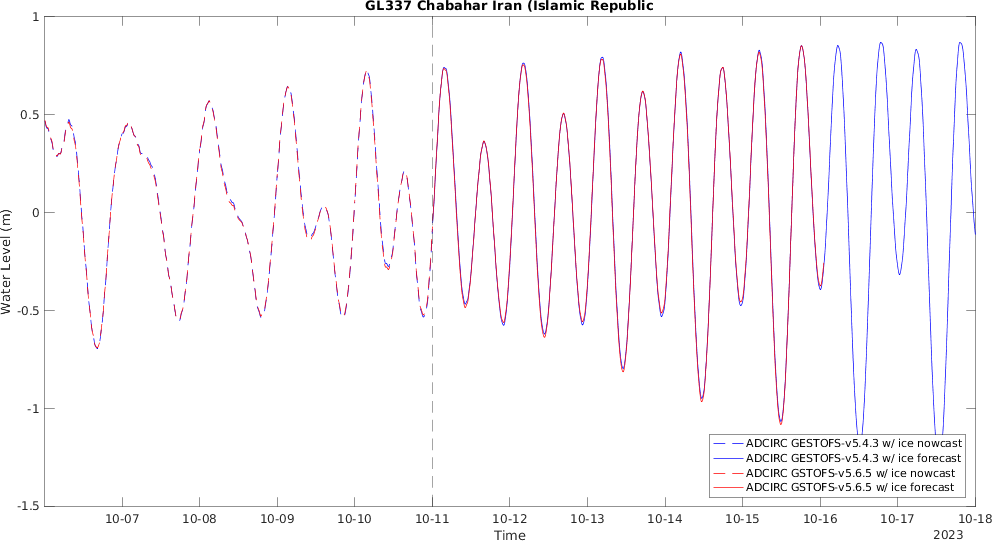 GL337 Chabahar Iran (Islamic Republic
1
0.5
0
-0.5
-1
-1.5
Water Level (m)
10-07 10-08 10-09 10-10 10-11 10-12 10-13 10-14 10-15 10-16 10-17 10-18
Time
2023
ADCIRC GESTOFS-v5.4.3 w/ ice nowcast
ADCIRC GESTOFS-v5.4.3 w/ ice forecast
ADCIRC GSTOFS-v5.6.5 w/ ice nowcast
ADCIRC GSTOFS-v5.6.5 w/ ice forecast